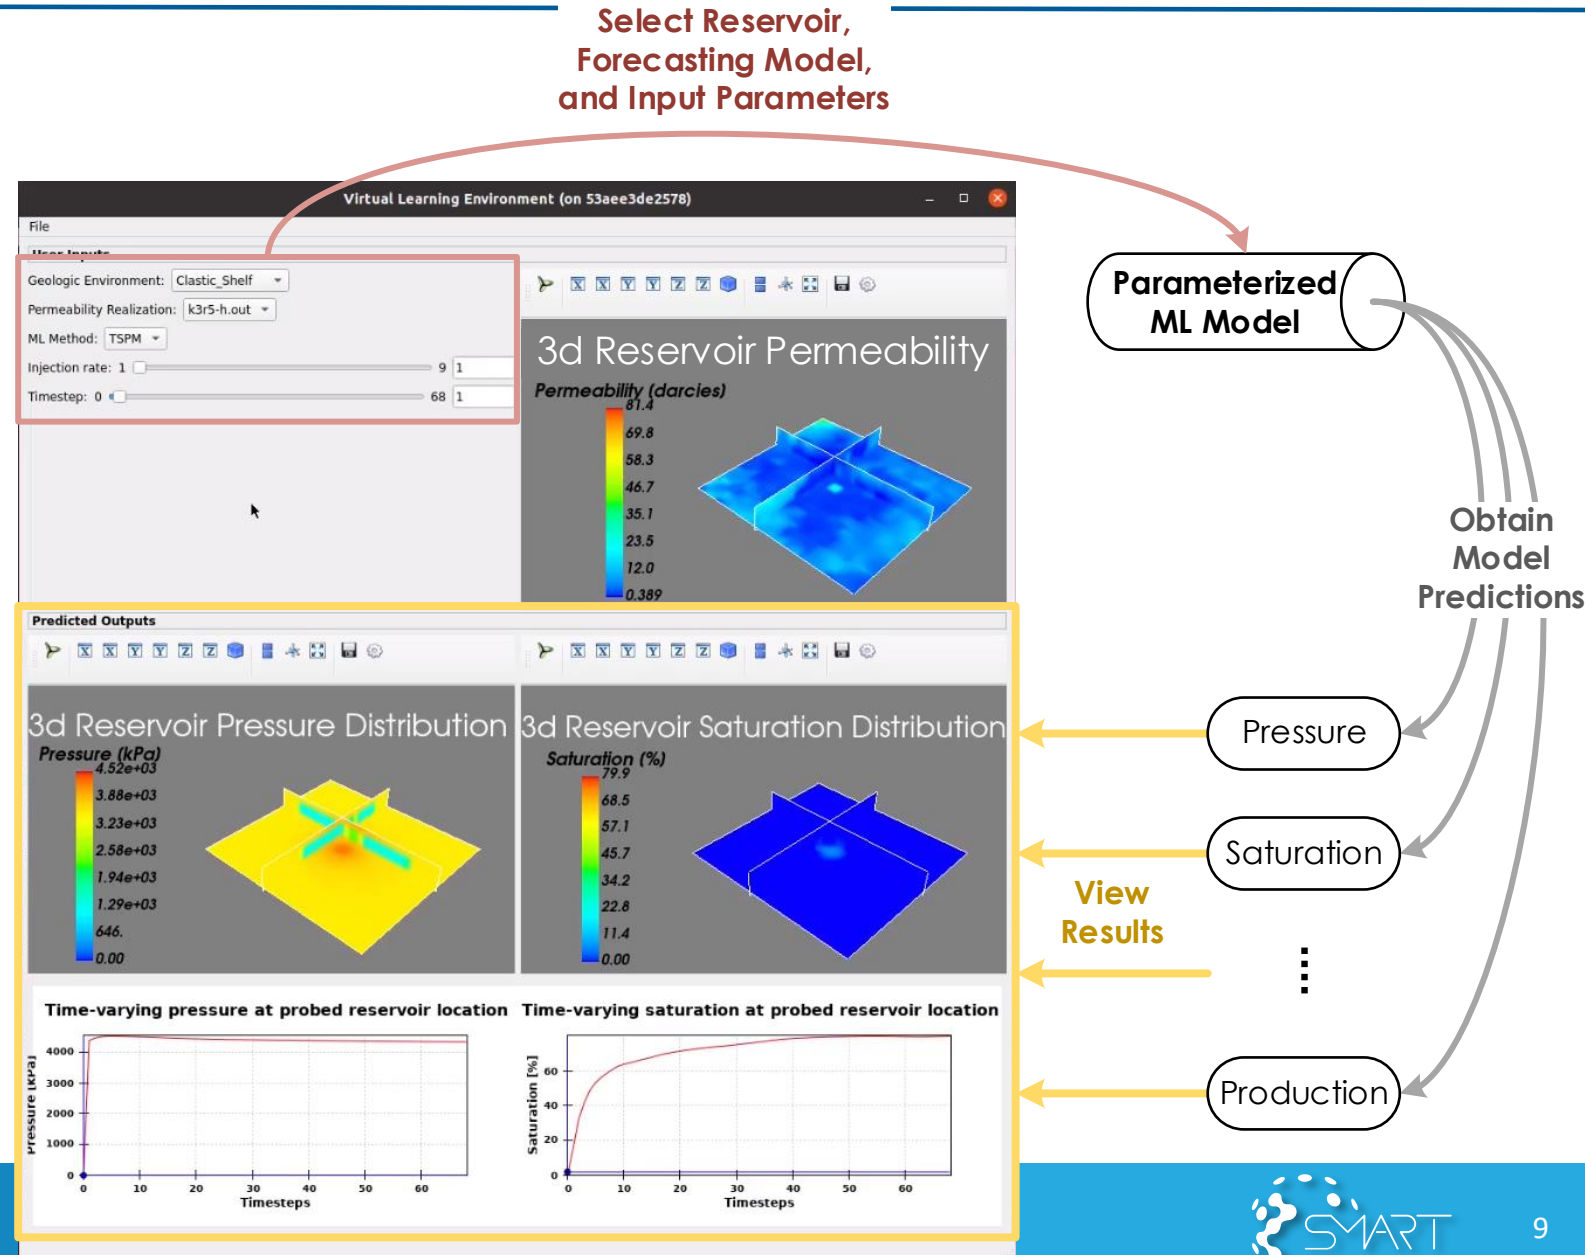 Select Reservoir,
Forecasting Model,
and Input Parameters
Virtual Learning Environment (on 53aee3de2578)
File
User Inputs
Geologic Environment: Clastic_Shelf
Permeability Realization: k3r5-h.out
ML Method: TSPM
Injection rate: 1 9 1
Timestep: 0 68 1
X X Y Y Z Z
3d Reservoir Permeability
Permeability (darcies)
81.4
69.8
58.3
46.7
35.1
23.5
12.0
0.389
Parameterized
ML Model
Obtain
Model
Predictions
Predicted Outputs
X X Y Y Z Z
X X Y Y Z Z
3d Reservoir Pressure Distribution
Pressure (kPa)
4.52e+03
3.88e+03
3.23e+03
2.58e+03
1.94e+03
1.29e+03
646.
0.00
3d Reservoir Saturation Distribution
Saturation (%)
79.9
68.5
57.1
45.7
34.2
22.8
11.4
0.00
Pressure
Saturation
View
Results
Production
Time-varying pressure at probed reservoir location
Pressure [kPa]
4000
3000
2000
1000
0
0 10 20 30 40 50 60
Timesteps
Time-varying saturation at probed reservoir location
Saturation [%]
60
40
20
0
0 10 20 30 40 50 60
Timesteps
SMART
9